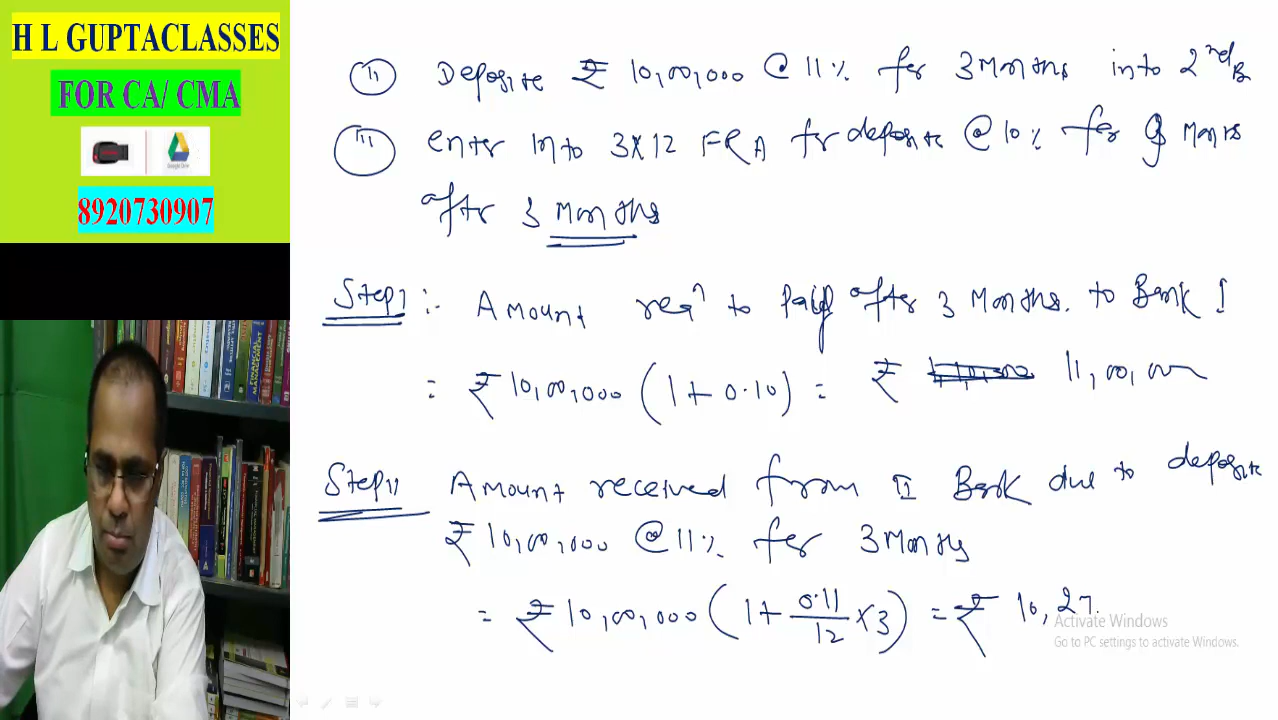 H L GUPTACLASSES
FOR CA/ CMA
8920730907
(ii) Deposite ₹ 10,00,000 @ 11% for 3 Months into 2nd B
(iii) enter into 3x12 FRA for deposite @ 10% for 9 Months
after 3 Months
Step I :- Amount reqn to paid after 3 Months. to Bank I
= ₹ 10,00,000 (1+ 0.10) = ₹ 11,00,000
Step II Amount received from II Bank due to deposite
₹ 10,00,000 @ 11% for 3 Months
= ₹ 10,00,000 (1+ 0.11/12 x 3) = ₹ 10,27
Activate Windows
Go to PC settings to activate Windows.